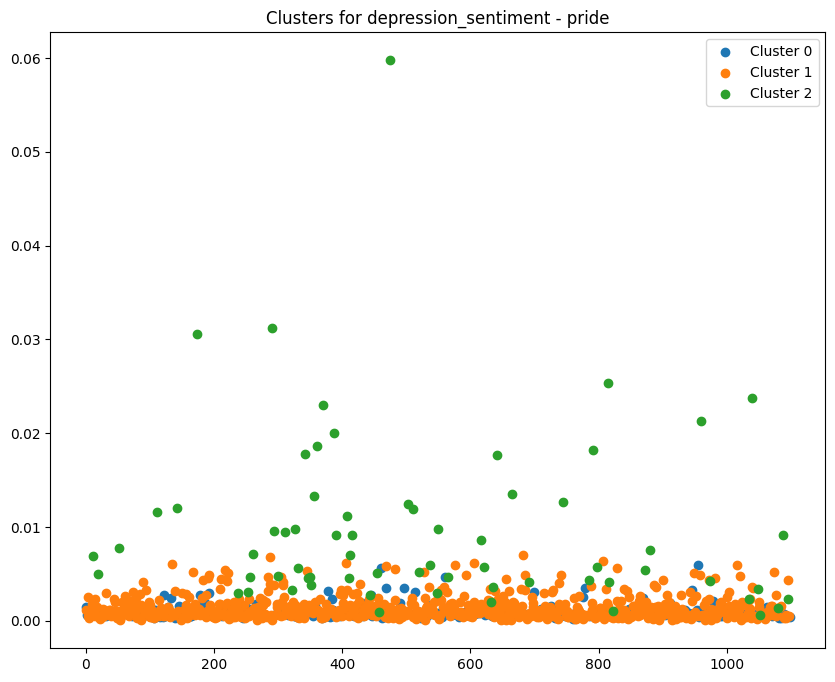 Clusters for depression_sentiment - pride
Cluster 0
Cluster 1
Cluster 2
0.06
0.05
0.04
0.03
0.02
0.01
0.00
0 200 400 600 800 1000